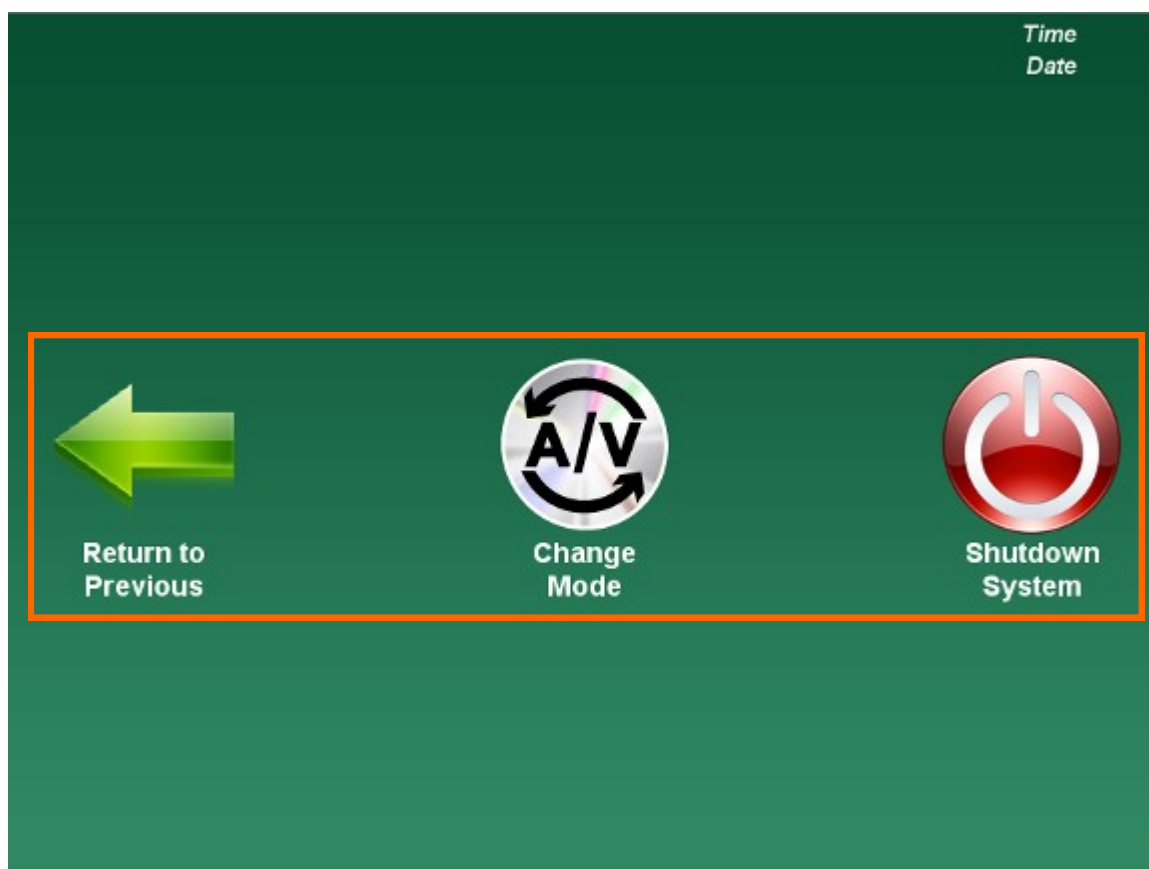 Time
Date
A/V
Return to
Previous
Change
Mode
Shutdown
System